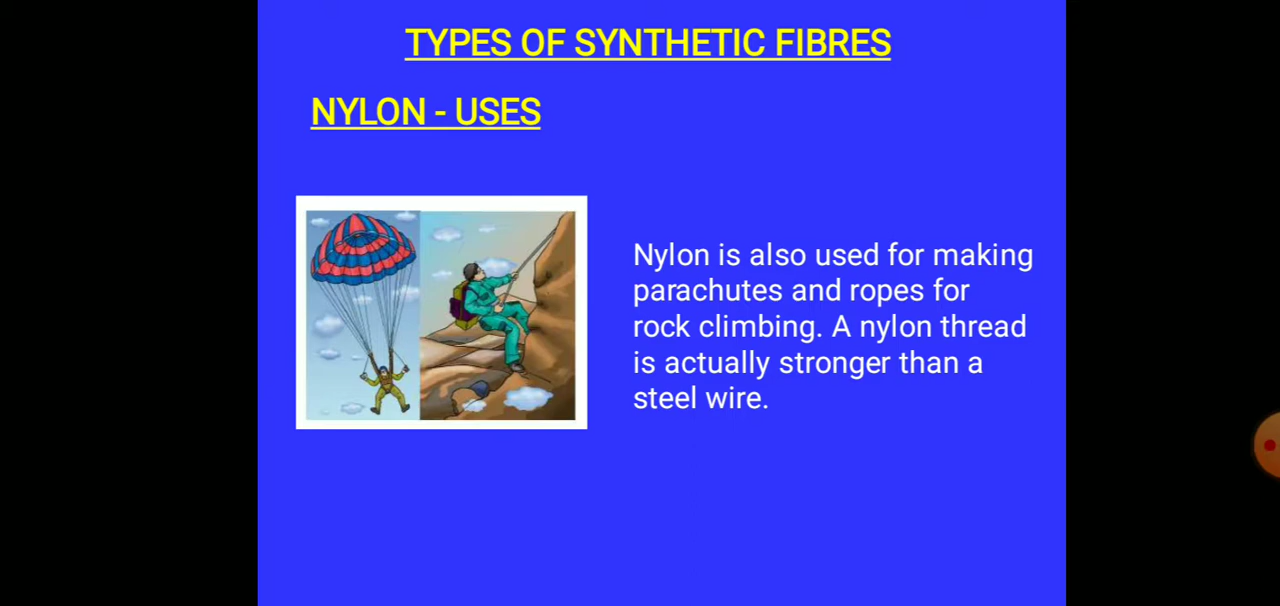 TYPES OF SYNTHETIC FIBRES
NYLON - USES
Nylon is also used for making
parachutes and ropes for
rock climbing. A nylon thread
is actually stronger than a
steel wire.